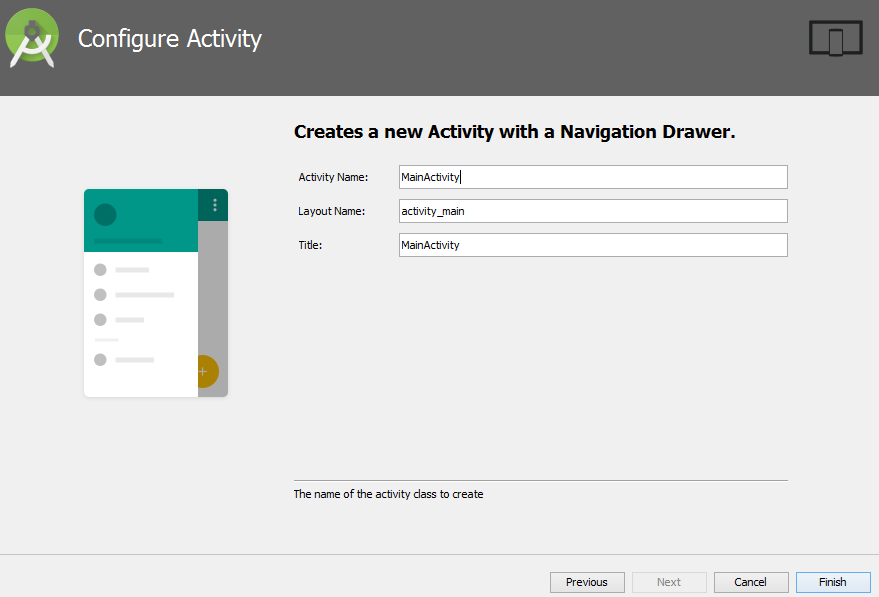 Configure Activity
Creates a new Activity with a Navigation Drawer.
Activity Name: MainActivity
Layout Name: activity_main
Title: MainActivity
The name of the activity class to create
Previous Next Cancel Finish